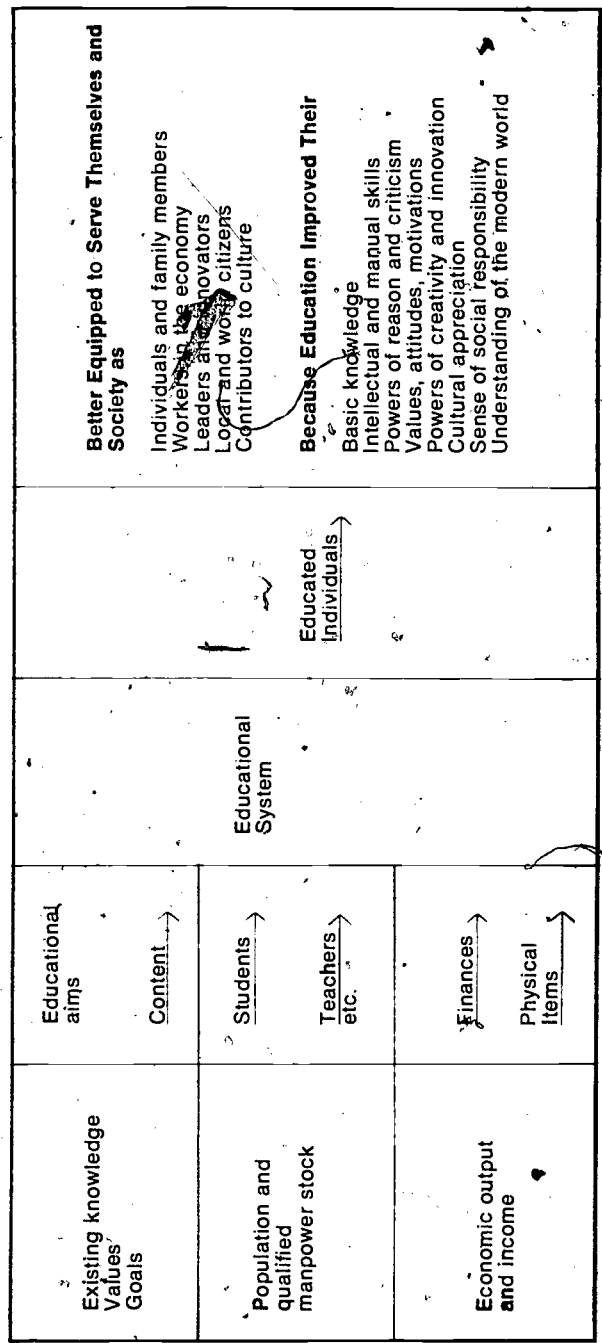 Existing knowledge
Values
Goals
Population and
qualified
manpower stock
Economic output
and income
Educational
aims
Content
Students
Teachers
etc.
Finances
Physical
Items
Educational
System
Educated
Individuals
Better Equipped to Serve Themselves and
Society as
Individuals and family members
Workers in the economy
Leaders and innovators
Local and world citizens
Contributors to culture
Because Education Improved Their
Basic knowledge
Intellectual and manual skills
Powers of reason and criticism
Values, attitudes, motivations
Powers of creativity and innovation
Cultural appreciation
Sense of social responsibility
Understanding of the modern world